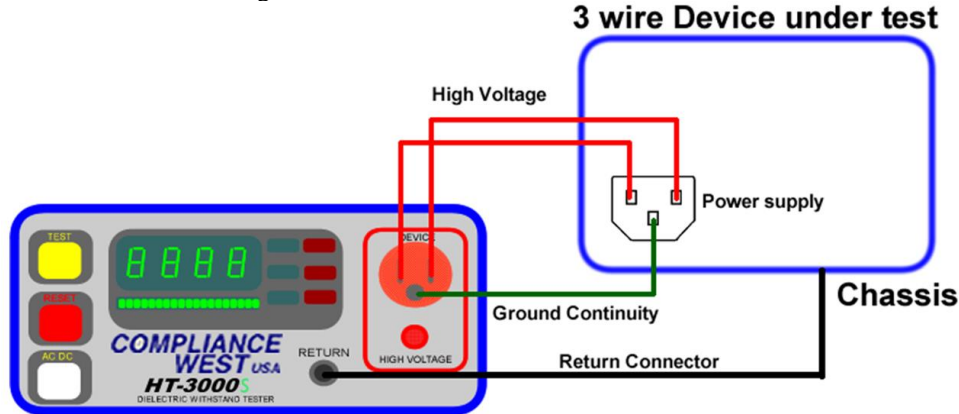 3 wire Device under test
High Voltage
Power supply
TEST
DEVICE
8888
RESET
Chassis
Ground Continuity
COMPLIANCE
WEST USA
RETURN
HIGH VOLTAGE
Return Connector
AC DC
HT-3000S
DIELECTRIC WITHSTAND TESTER